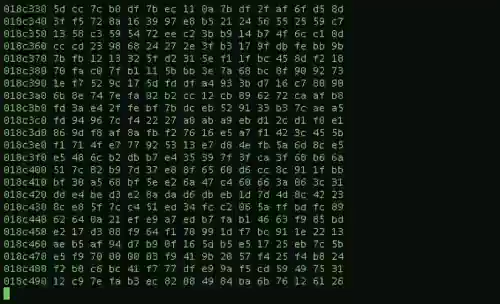 018c330 5d cc 7c b0 df 7b ec 11 0a 7b df 2f af 6f d5 8d
018c340 3f f5 72 8a 16 39 97 e8 b5 21 24 56 55 25 59 c7
018c350 13 58 c3 59 54 72 ee c2 3b b9 14 b7 4f 6c c1 0d
018c360 cc cd 23 98 68 24 27 2e 3f b3 17 9f db fe bb 9b
018c370 7b fb 12 13 32 5f d2 31 5e f1 1f bc 45 8d f2 10
018c380 70 fa c0 7f b1 11 5b bb 3e 7a 68 bc 8f 90 92 73
018c390 1e f7 52 9c 17 5d fd df a4 93 3b d7 16 c7 88 98
018c3a0 6b 8e 74 7e fa 02 b2 cc 12 cb 89 62 72 ca af b8
018c3b0 fd 3a e4 2f fe bf 7b dc eb 52 91 33 b3 7c ae a5
018c3c0 fd 94 96 7c f4 22 27 a0 ab a9 eb d1 2c d1 f0 e1
018c3d0 86 9d f8 af 8a fb f2 76 16 e5 a7 f1 42 3c 45 5b
018c3e0 f1 71 4f e7 77 92 53 13 e7 d8 4e fb 5a 6d 8c e5
018c3f0 e5 48 6c b2 db b7 e4 35 39 7f 3f ca 3f 60 b6 6a
018c400 51 7c 82 b9 7d 37 e8 8f 65 60 d6 cc 8c 91 1f bb
018c410 bf 30 a5 68 bf 5e e2 6a 47 c4 60 66 3a 06 3c 31
018c420 dd e4 be d3 e2 0a da d6 db eb 1d 7d 4d 8c 42 23
018c430 8c e8 5f 7c c4 51 ed 34 fc c2 06 5a ff bd fc 89
018c440 62 64 0a 21 ef e9 a7 ed b7 fa b1 46 63 f9 85 bd
018c450 e2 17 d3 08 f9 64 f1 70 99 1d f7 bc 91 1e 22 13
018c460 ae b5 af 94 d7 b9 0f 16 5d b5 e5 17 25 eb 7c 5b
018c470 e5 f9 70 00 00 03 f9 41 9b 20 57 f4 25 f4 b8 24
018c480 f2 b0 c6 bc 41 f7 77 df e9 9a f5 cd 59 49 75 31
018c490 12 c9 7e fa b3 ec 82 08 49 84 ba 6b 76 12 61 26